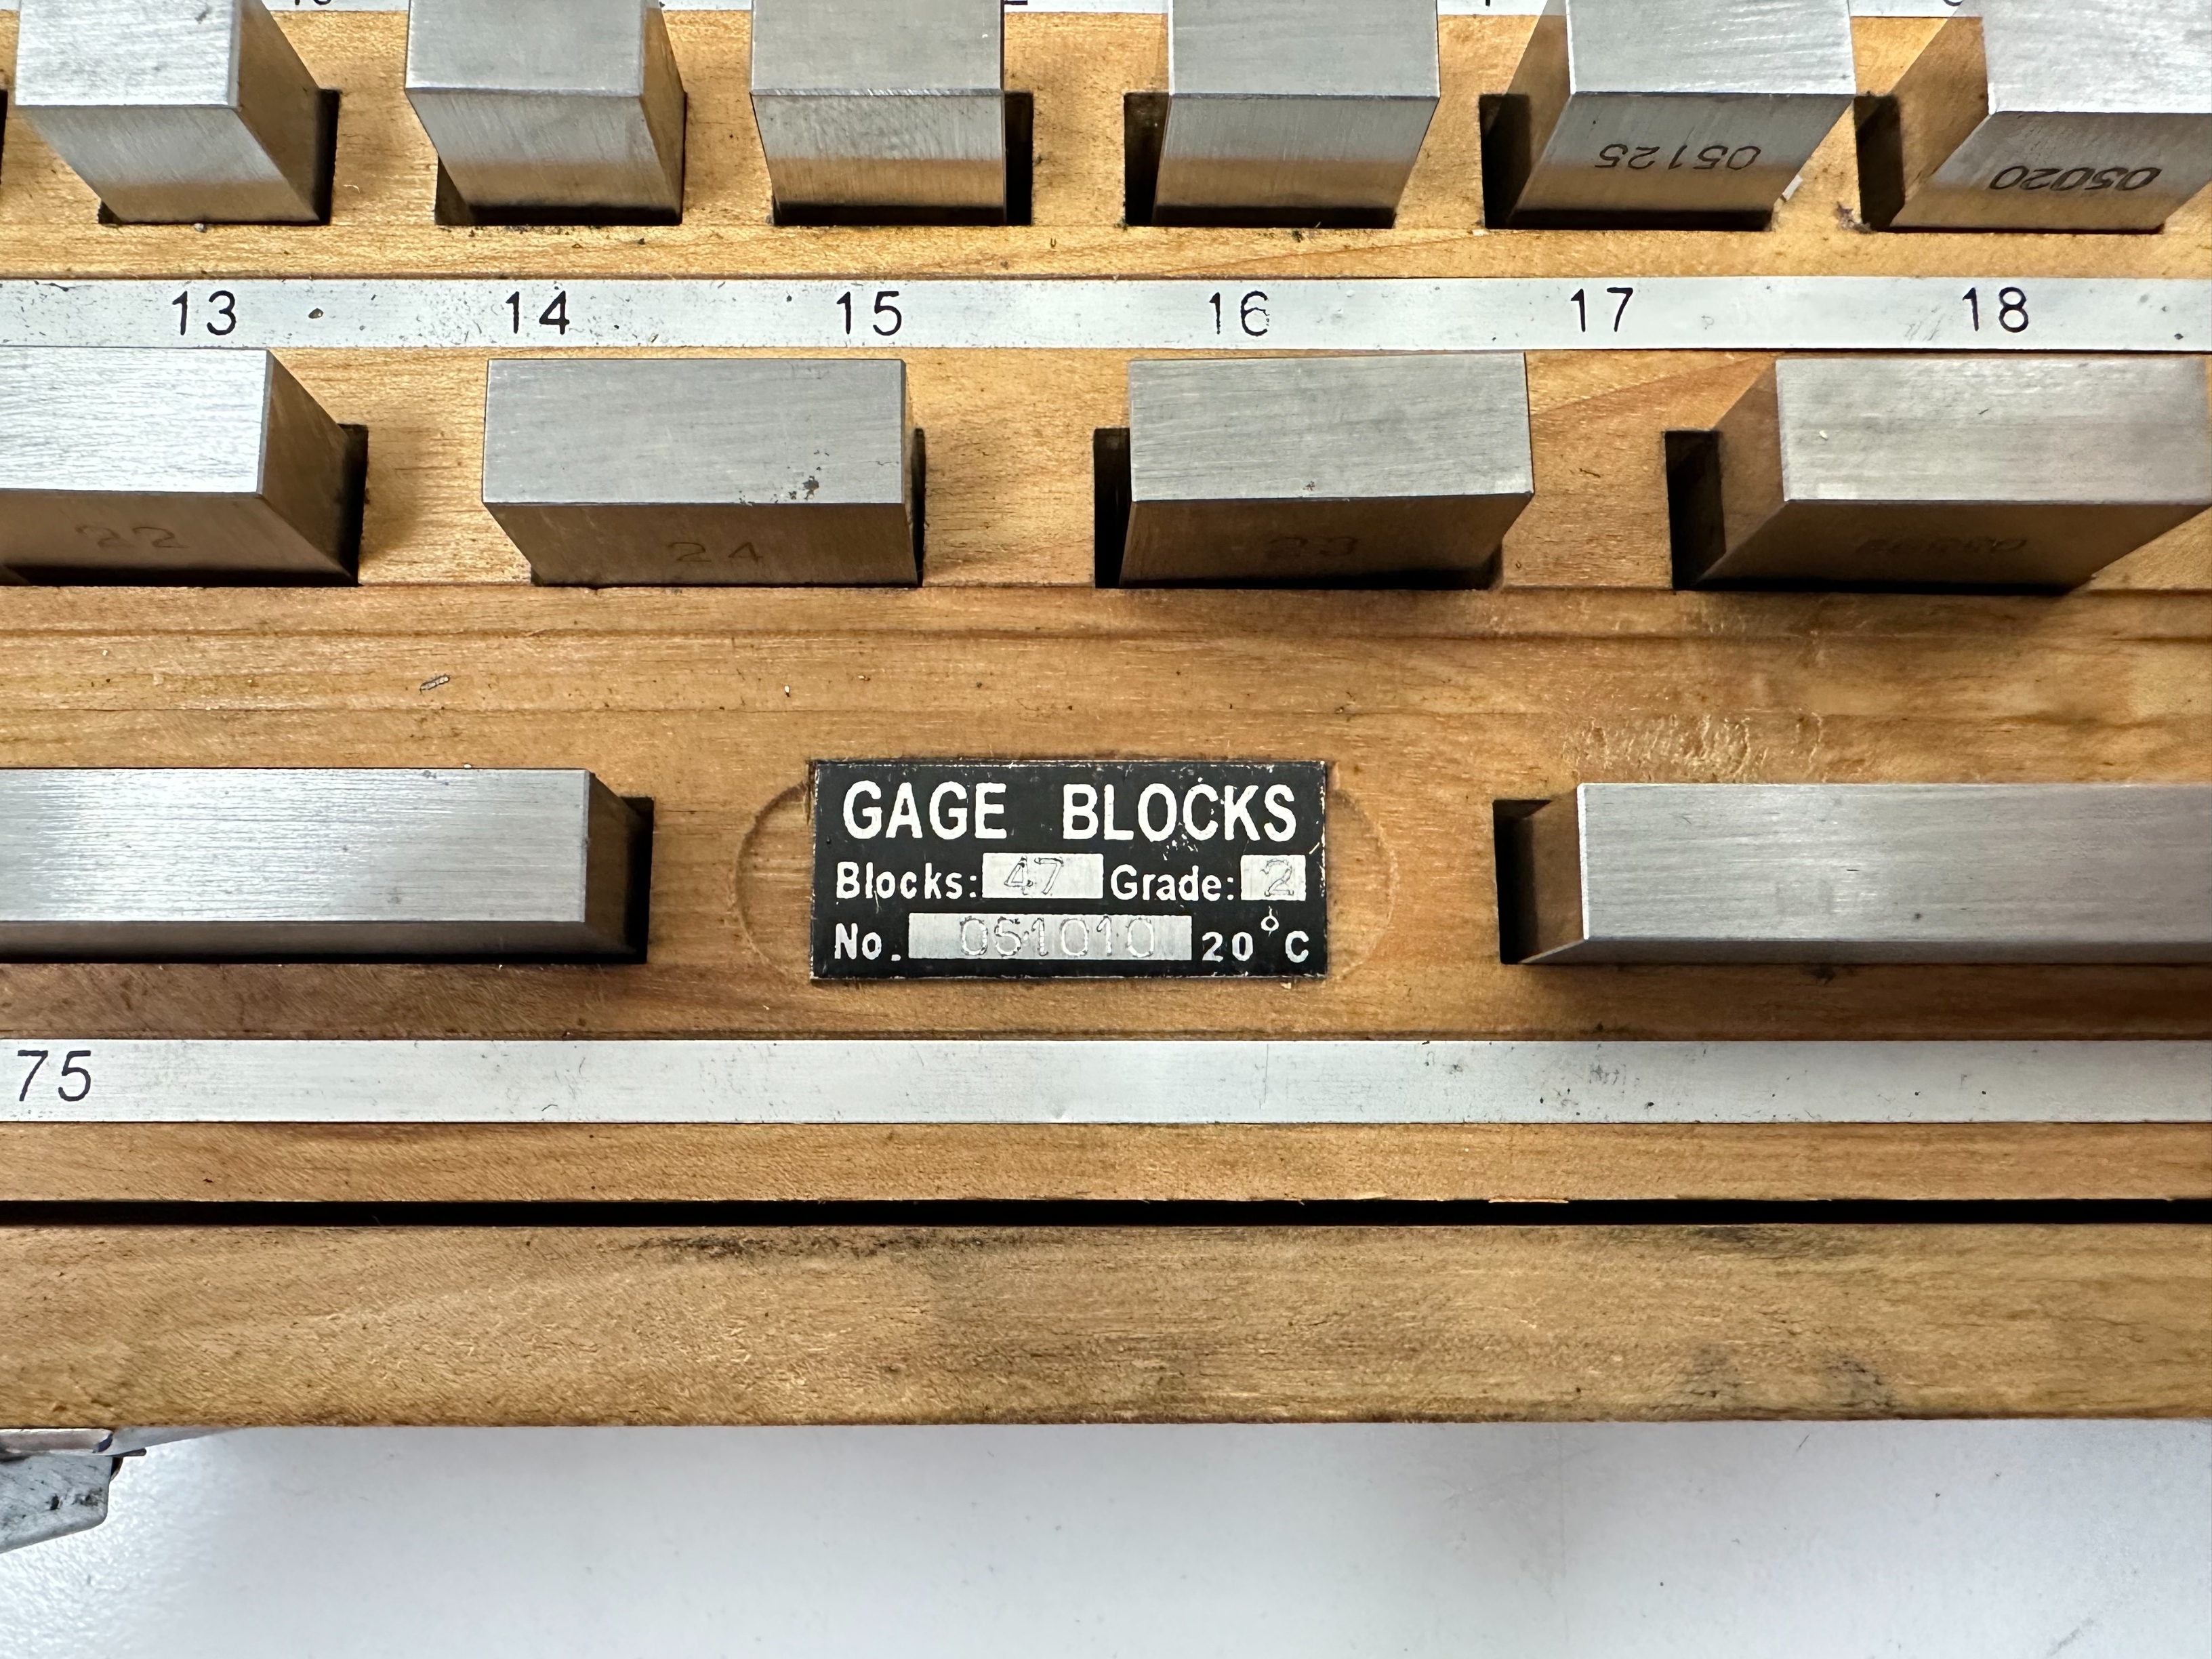 05125 05020
13 14 15 16 17 18
22 24 23
GAGE BLOCKS
Blocks: 47 Grade: 2
No. 051010 20°C
75